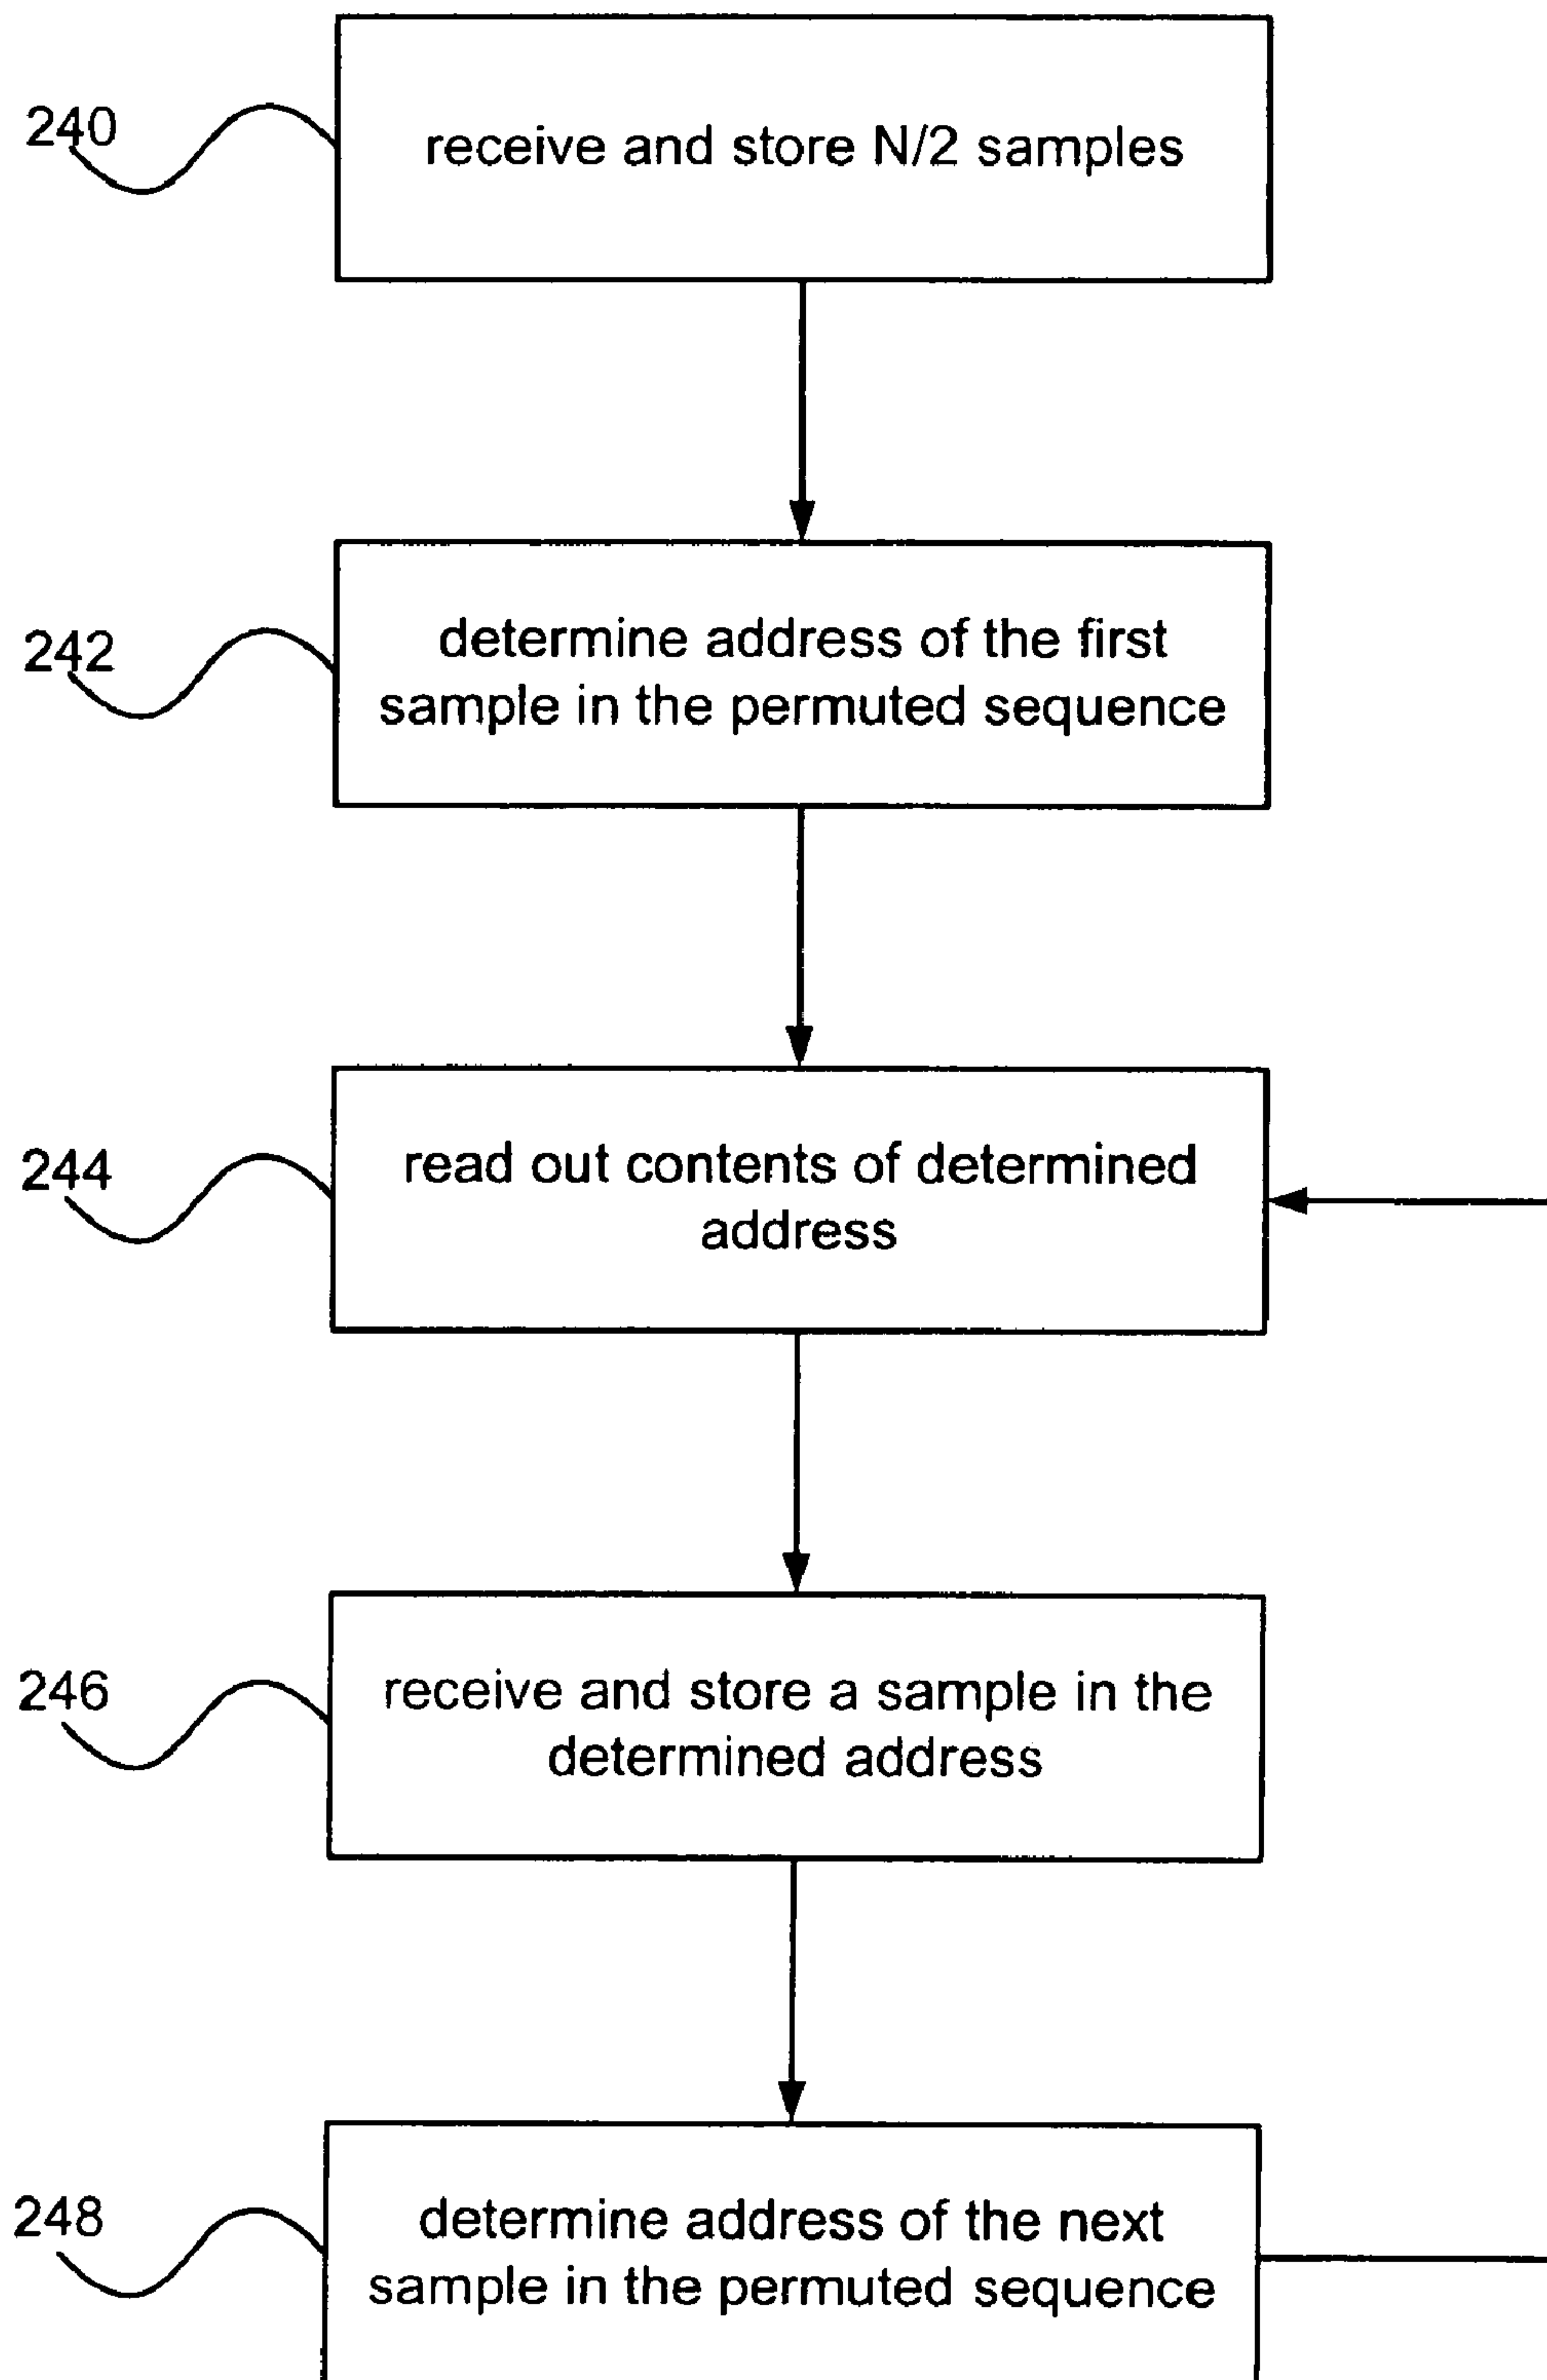 240
receive and store N/2 samples
242
determine address of the first
sample in the permuted sequence
244
read out contents of determined
address
246
receive and store a sample in the
determined address
248
determine address of the next
sample in the permuted sequence